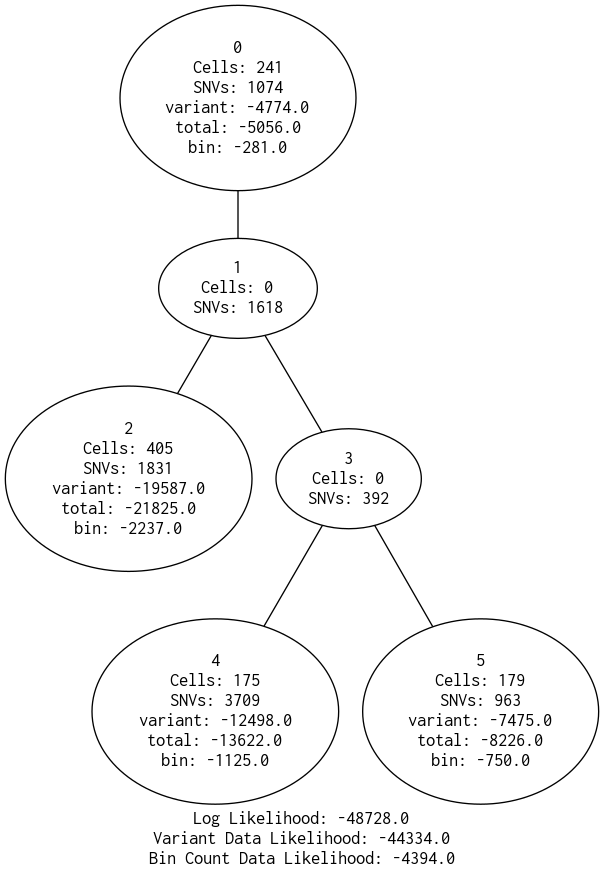 0
Cells: 241
SNVs: 1074
variant: -4774.0
total: -5056.0
bin: -281.0
1
Cells: 0
SNVs: 1618
2
Cells: 405
SNVs: 1831
variant: -19587.0
total: -21825.0
bin: -2237.0
3
Cells: 0
SNVs: 392
4
Cells: 175
SNVs: 3709
variant: -12498.0
total: -13622.0
bin: -1125.0
5
Cells: 179
SNVs: 963
variant: -7475.0
total: -8226.0
bin: -750.0
Log Likelihood: -48728.0
Variant Data Likelihood: -44334.0
Bin Count Data Likelihood: -4394.0